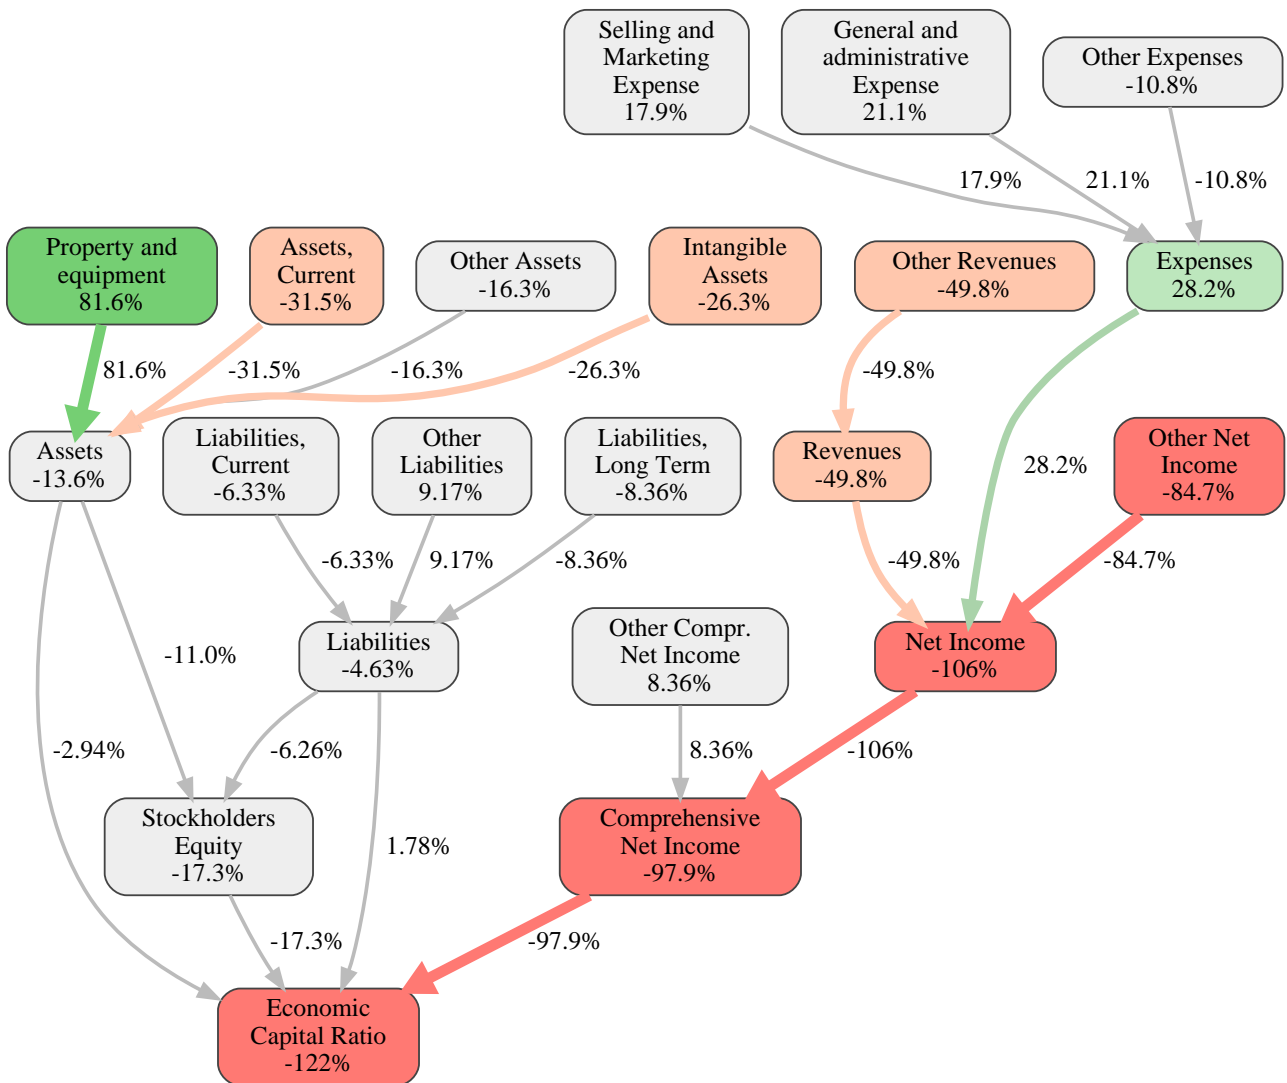 Selling and
Marketing
Expense
17.9%
General and
administrative
Expense
21.1%
Other Expenses
-10.8%
17.9%
21.1%
-10.8%
Property and
equipment
81.6%
Assets,
Current
-31.5%
Other Assets
-16.3%
Intangible
Assets
-26.3%
Other Revenues
-49.8%
Expenses
28.2%
81.6%
-31.5%
-16.3%
-26.3%
-49.8%
Assets
-13.6%
Liabilities,
Current
-6.33%
Other
Liabilities
9.17%
Liabilities,
Long Term
-8.36%
Revenues
-49.8%
28.2%
Other Net
Income
-84.7%
-6.33%
9.17%
-8.36%
-49.8%
-84.7%
-11.0%
Liabilities
-4.63%
Other Compr.
Net Income
8.36%
Net Income
-106%
-2.94%
-6.26%
8.36%
-106%
Stockholders
Equity
-17.3%
1.78%
Comprehensive
Net Income
-97.9%
-17.3%
-97.9%
Economic
Capital Ratio
-122%